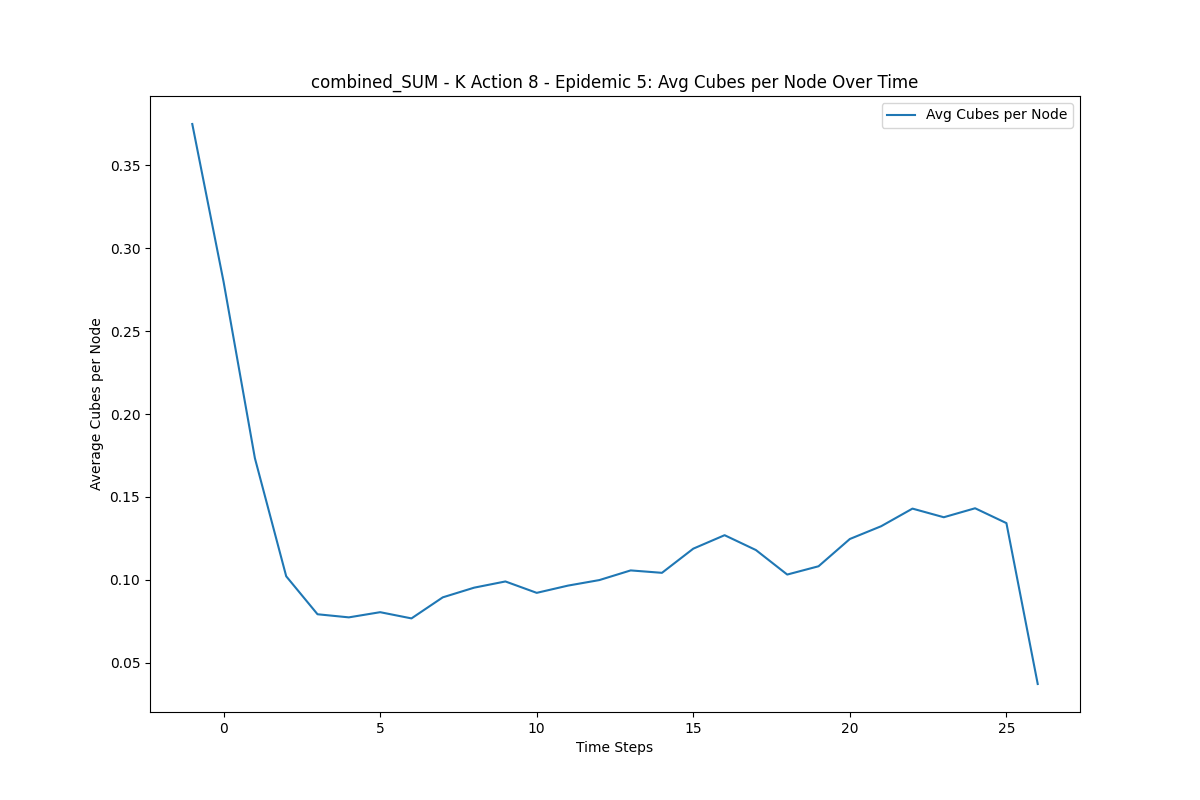 combined_SUM - K Action 8 - Epidemic 5: Avg Cubes per Node Over Time
Avg Cubes per Node
Average Cubes per Node
0.35
0.30
0.25
0.20
0.15
0.10
0.05
0 5 10 15 20 25
Time Steps